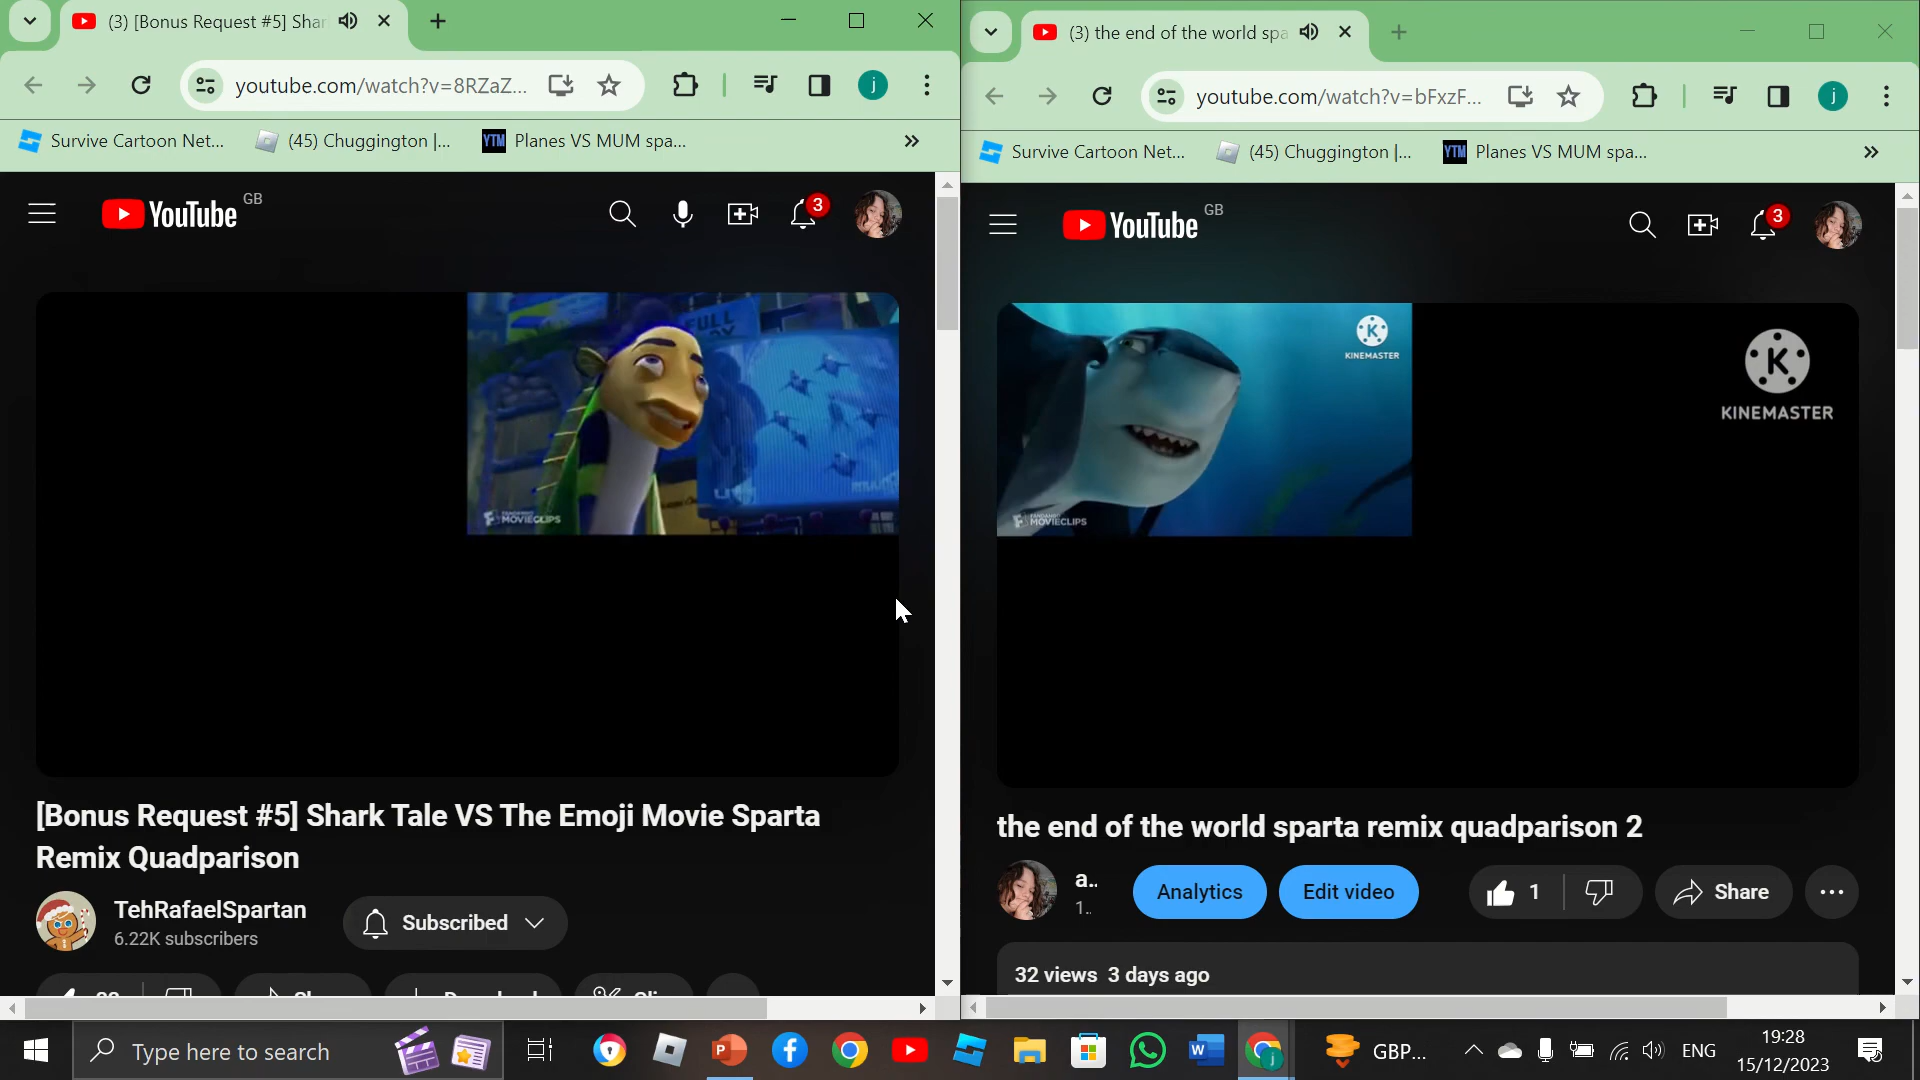 (3) [Bonus Request #5] Shar
youtube.com/watch?v=8RZaZ...
j
Survive Cartoon Net...
(45) Chuggington |...
YTM
Planes VS MUM spa...
YouTube
GB
3
MOVIECLIPS
[Bonus Request #5] Shark Tale VS The Emoji Movie Sparta
Remix Quadparison
TehRafaelSpartan
6.22K subscribers
Subscribed
(3) the end of the world spa
youtube.com/watch?v=bFxzF...
j
Survive Cartoon Net...
(45) Chuggington |...
YTM
Planes VS MUM spa...
YouTube
GB
3
K
KINEMASTER
K
KINEMASTER
FANDANGO
MOVIECLIPS
the end of the world sparta remix quadparison 2
a..
1..
Analytics
Edit video
1
Share
32 views 3 days ago
Type here to search
GBP...
ENG
19:28
15/12/2023